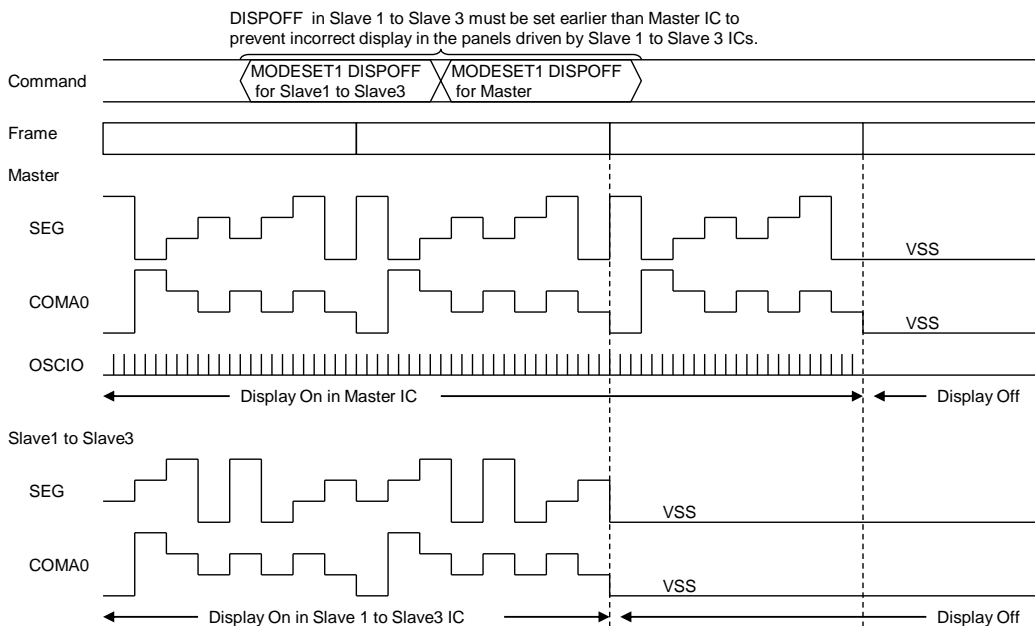 DISPOFF in Slave 1 to Slave 3 must be set earlier than Master IC to
prevent incorrect display in the panels driven by Slave 1 to Slave 3 ICs.
Command
MODESET1 DISPOFF
for Slave1 to Slave3
MODESET1 DISPOFF
for Master
Frame
Master
SEG
VSS
COMA0
VSS
OSCIO
Display On in Master IC
Display Off
Slave1 to Slave3
SEG
VSS
COMA0
VSS
Display On in Slave 1 to Slave3 IC
Display Off